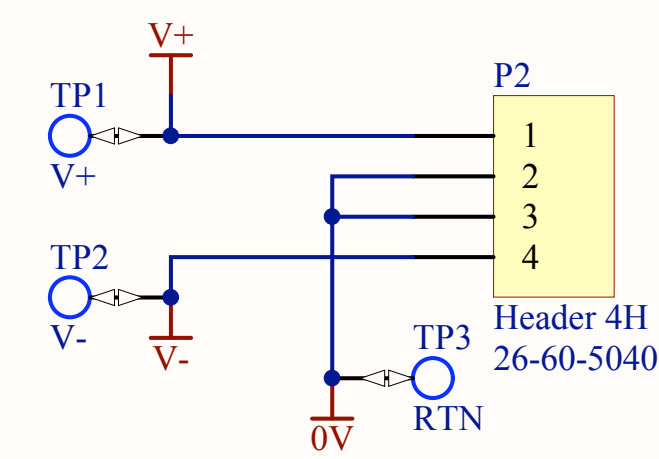 V+
P2
TP1
1
V+
2
3
TP2
4
V-
Header 4H
TP3
V-
26-60-5040
RTN
0V